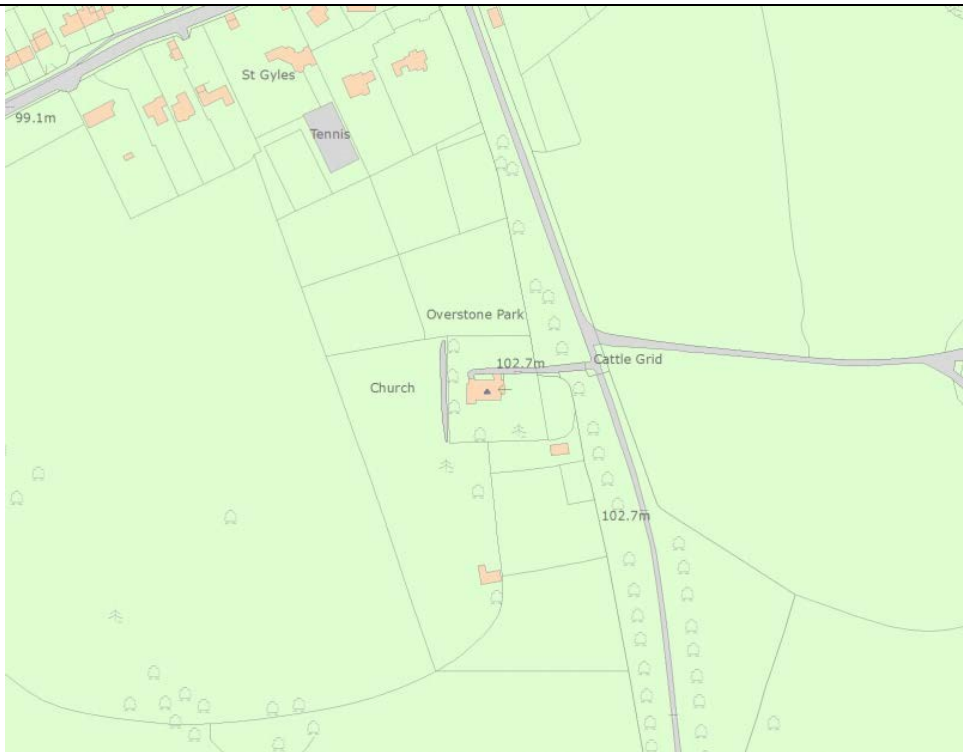 St Gyles
99.1m
Tennis
Overstone Park
102.7m
Cattle Grid
Church
102.7m